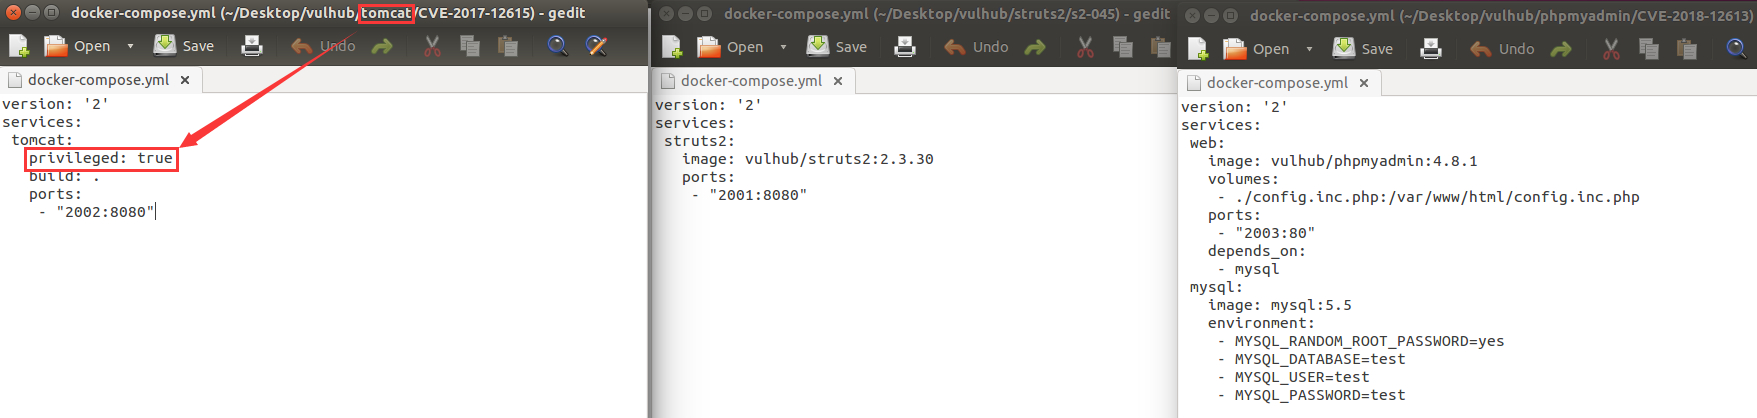 docker-compose.yml (~/Desktop/vulhub/tomcat/CVE-2017-12615) - gedit
Open Save Undo
docker-compose.yml ×
version: '2'
services:
 tomcat:
   privileged: true
   build: .
   ports:
    - "2002:8080"
docker-compose.yml (~/Desktop/vulhub/struts2/s2-045) - gedit
Open Save Undo
docker-compose.yml ×
version: '2'
services:
 struts2:
   image: vulhub/struts2:2.3.30
   ports:
    - "2001:8080"
docker-compose.yml (~/Desktop/vulhub/phpmyadmin/CVE-2018-12613)
Open Save Undo
docker-compose.yml ×
version: '2'
services:
 web:
   image: vulhub/phpmyadmin:4.8.1
   volumes:
    - ./config.inc.php:/var/www/html/config.inc.php
   ports:
    - "2003:80"
   depends_on:
    - mysql
 mysql:
   image: mysql:5.5
   environment:
    - MYSQL_RANDOM_ROOT_PASSWORD=yes
    - MYSQL_DATABASE=test
    - MYSQL_USER=test
    - MYSQL_PASSWORD=test